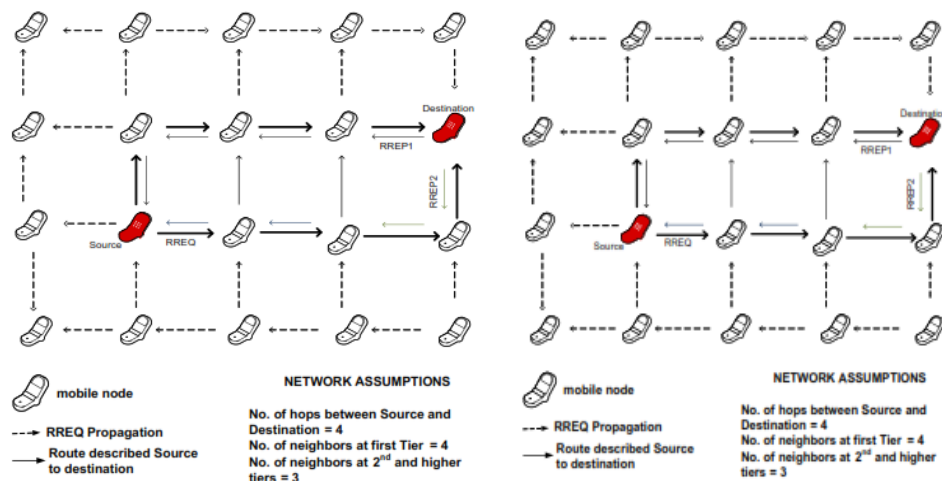 Destination
RREP1
RREP2
Source
RREQ
mobile node
RREQ Propagation
Route described Source
to destination
NETWORK ASSUMPTIONS
No. of hops between Source and
Destination = 4
No. of neighbors at first Tier = 4
No. of neighbors at 2nd and higher
tiers = 3
Destination
RREP1
RREP2
Source
RREQ
mobile node
RREQ Propagation
Route described Source
to destination
NETWORK ASSUMPTIONS
No. of hops between Source and
Destination = 4
No. of neighbors at first Tier = 4
No. of neighbors at 2nd and higher
tiers = 3